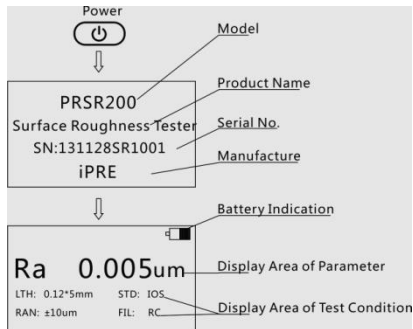 Power
Model
PRSR200
Product Name
Surface Roughness Tester
Serial No.
SN:131128SR1001
Manufacture
iPRE
Battery Indication
Ra 0.005um
Display Area of Parameter
LTH: 0.12*5mm STD: IOS
Display Area of Test Condition
RAN: ±10um FIL: RC